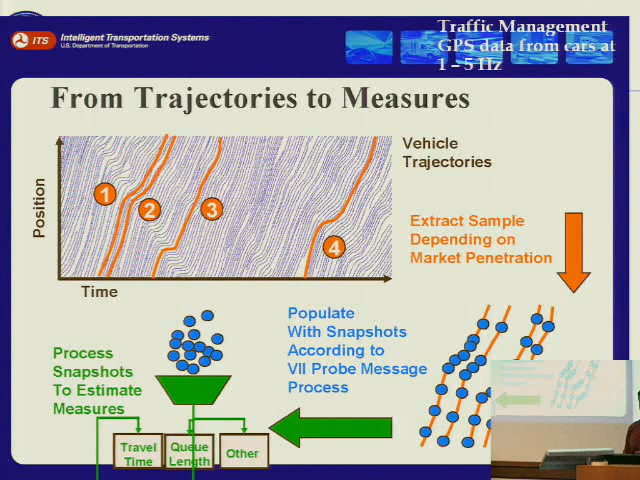 ITS
Intelligent Transportation Systems
U.S. Department of Transportation
Traffic Management
GPS data from cars at
1 – 5 Hz
From Trajectories to Measures
Position
Time
1
2
3
4
Vehicle
Trajectories
Extract Sample
Depending on
Market Penetration
Populate
With Snapshots
According to
VII Probe Message
Process
Process
Snapshots
To Estimate
Measures
Travel
Time
Queue
Length
Other